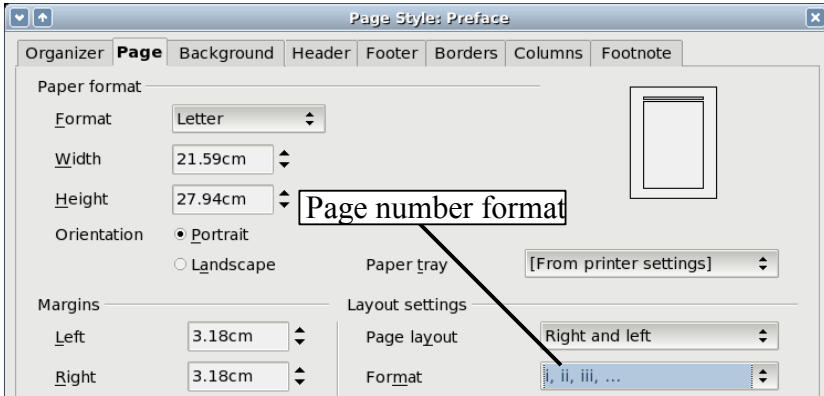 Page Style: Preface
Organizer Page Background Header Footer Borders Columns Footnote
Paper format
Format Letter
Width 21.59cm
Height 27.94cm
Page number format
Orientation Portrait
Landscape
Paper tray [From printer settings]
Margins
Layout settings
Left 3.18cm
Page layout Right and left
Right 3.18cm
Format i, ii, iii, ...